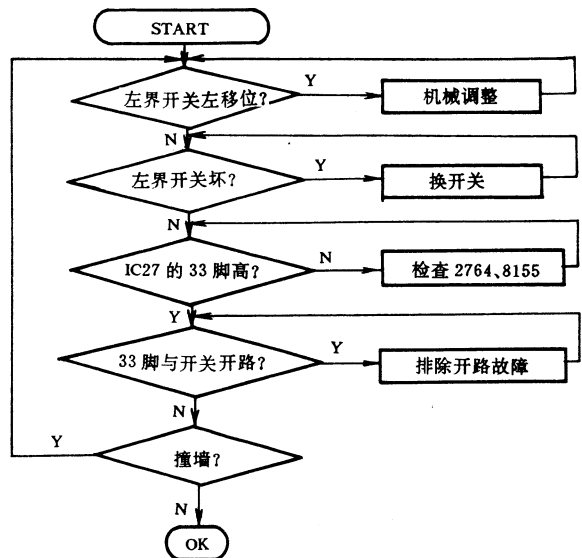 START
左界开关左移位?
Y
机械调整
N
左界开关坏?
Y
换开关
N
IC27 的 33 脚高?
N
检查 2764、8155
Y
33 脚与开关开路?
Y
排除开路故障
N
Y
撞墙?
N
OK